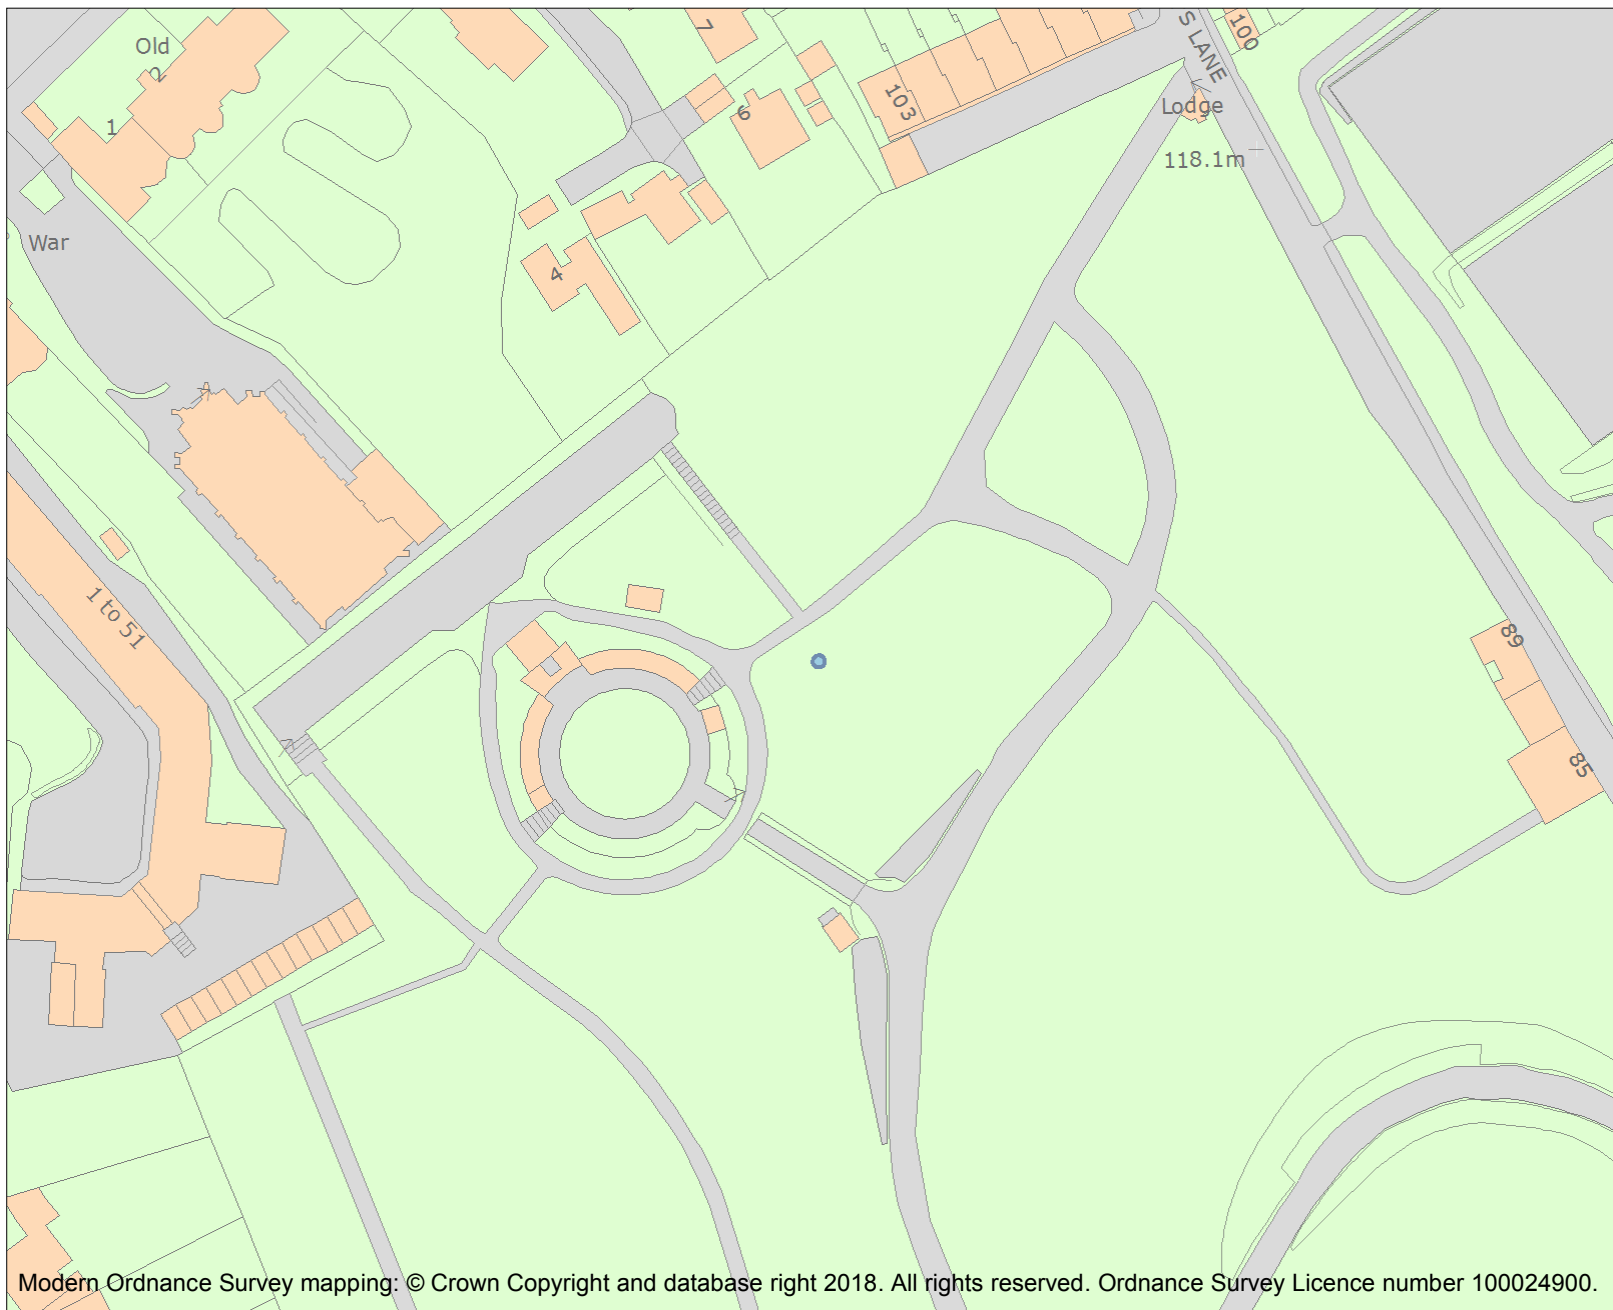 Old
2
1
War
7
6
4
103
S LANE
100
Lodge
118.1m
1 to 51
89
85
Modern Ordnance Survey mapping: © Crown Copyright and database right 2018. All rights reserved. Ordnance Survey Licence number 100024900.